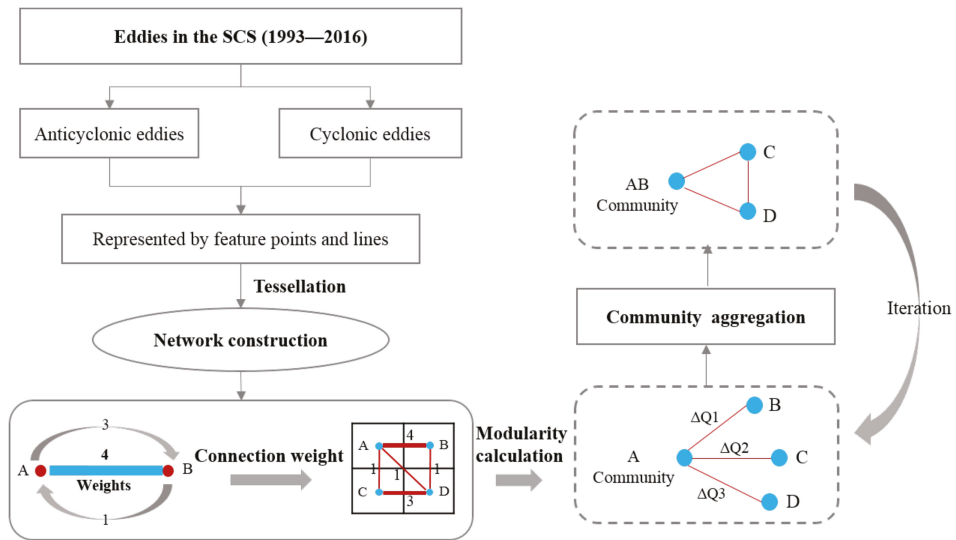 Eddies in the SCS (1993—2016)
Anticyclonic eddies
Cyclonic eddies
Represented by feature points and lines
Tessellation
Network construction
3
A
4
B
Weights
1
Connection weight
A
4
B
1
1
1
C
D
3
Modularity
calculation
B
ΔQ1
A
Community
ΔQ2
C
ΔQ3
D
Community aggregation
AB
Community
C
D
Iteration